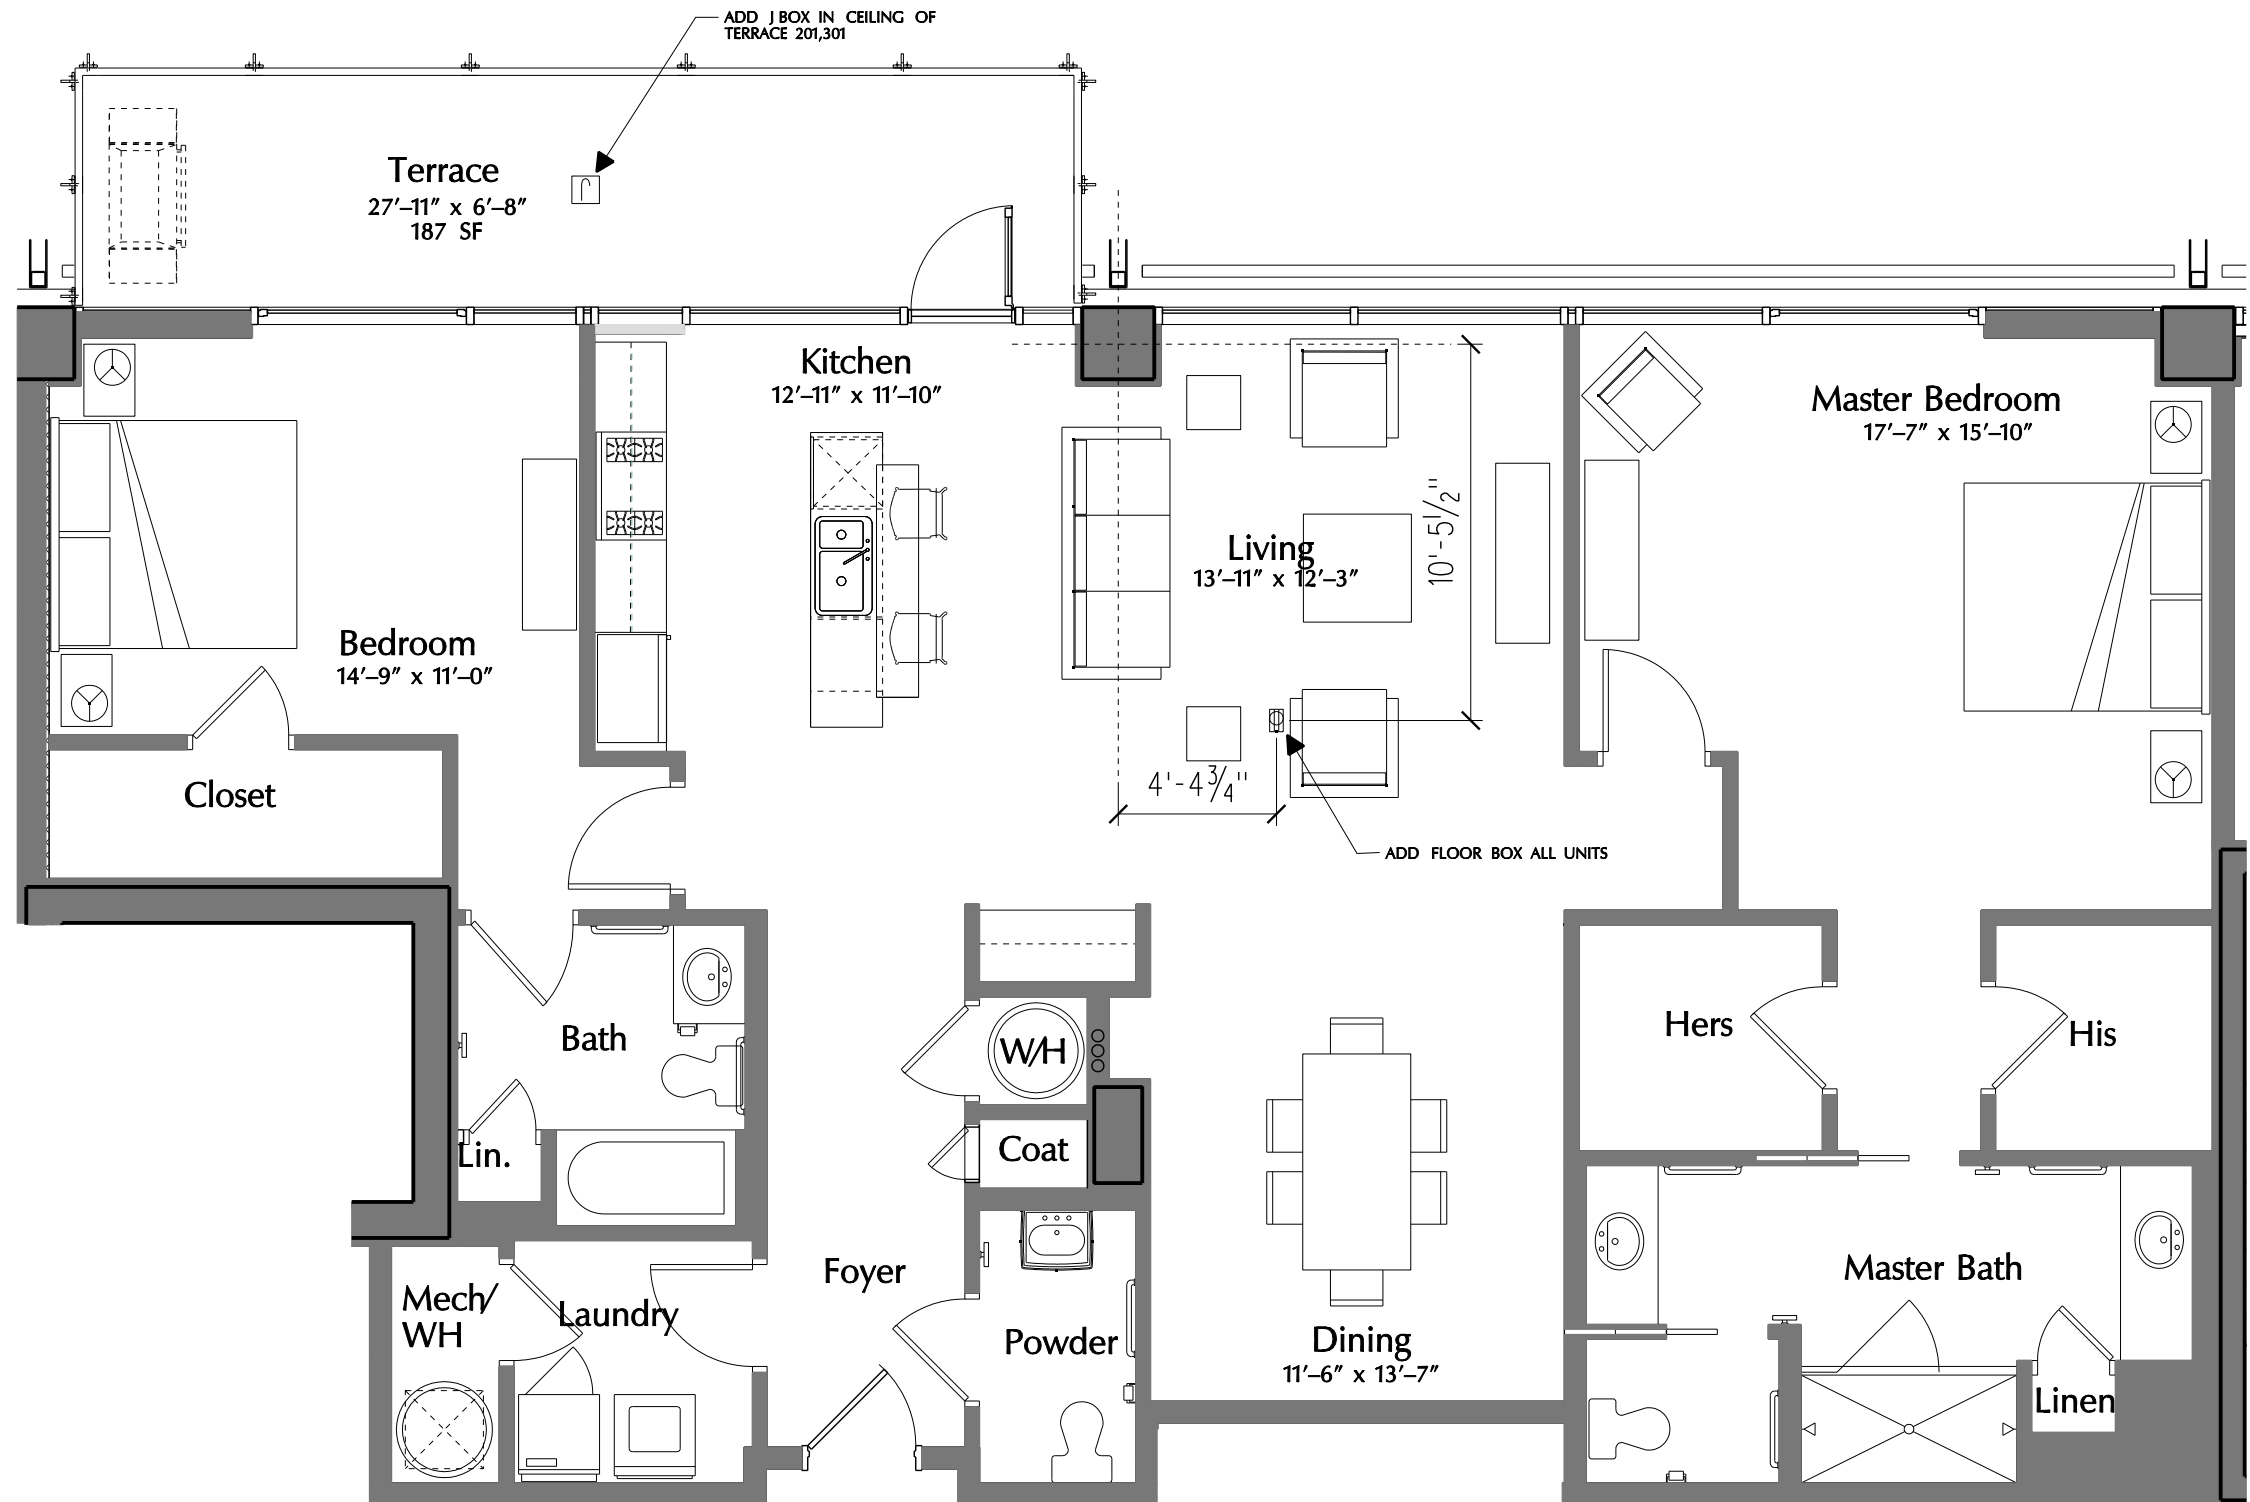 ADD J BOX IN CEILING OF
TERRACE 201,301
Terrace
27'–11" x 6'–8"
187 SF
Kitchen
12'–11" x 11'–10"
Master Bedroom
17'–7" x 15'–10"
10'-5 1/2"
Living
13'–11" x 12'–3"
Bedroom
14'–9" x 11'–0"
Closet
4'-4 3/4"
ADD FLOOR BOX ALL UNITS
Hers
His
Bath
W/H
Coat
Lin.
Foyer
Master Bath
Mech/
WH
Laundry
Powder
Dining
11'–6" x 13'–7"
Linen